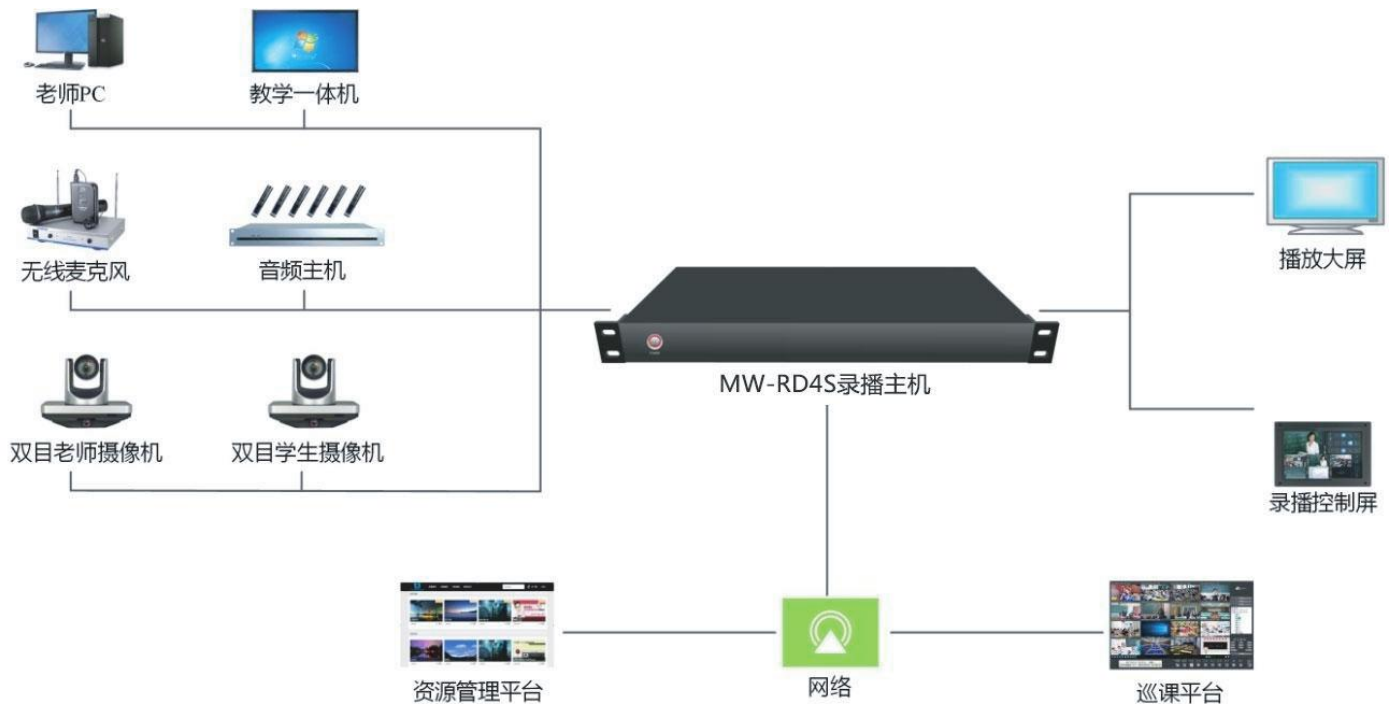 老师PC
教学一体机
无线麦克风
音频主机
播放大屏
MW-RD4S录播主机
双目老师摄像机
双目学生摄像机
录播控制屏
资源管理平台
网络
巡课平台